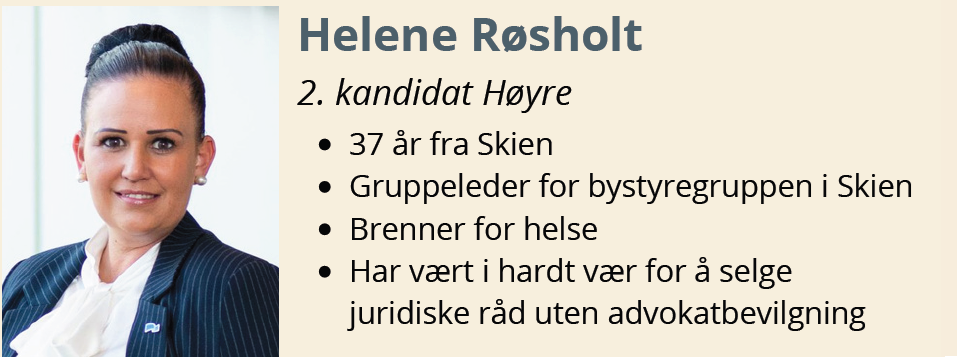 Helene Røsholt
2. kandidat Høyre
• 37 år fra Skien
• Gruppeleder for bystyregruppen i Skien
• Brenner for helse
• Har vært i hardt vær for å selge
juridiske råd uten advokatbevilgning